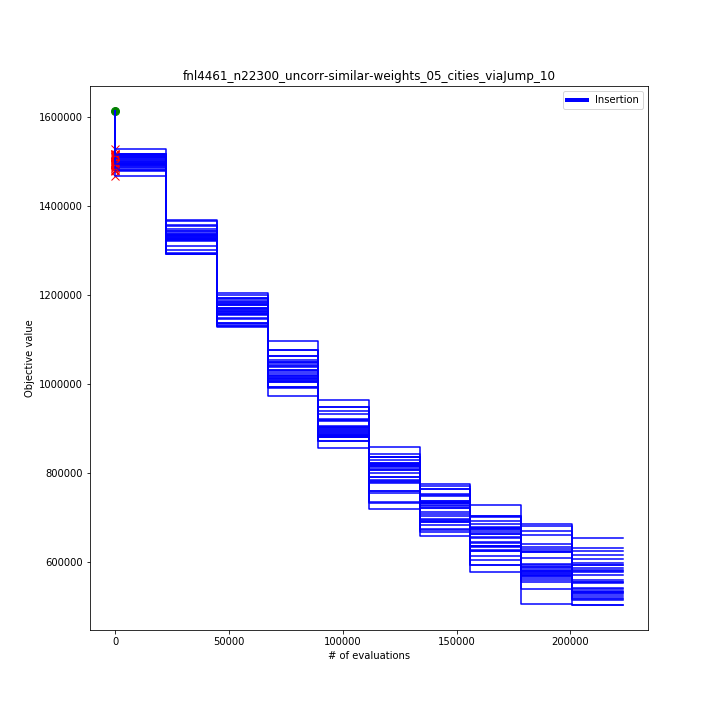 fnl4461_n22300_uncorr-similar-weights_05_cities_viaJump_10
Insertion
1600000
1400000
1200000
1000000
800000
600000
Objective value
0 50000 100000 150000 200000
# of evaluations